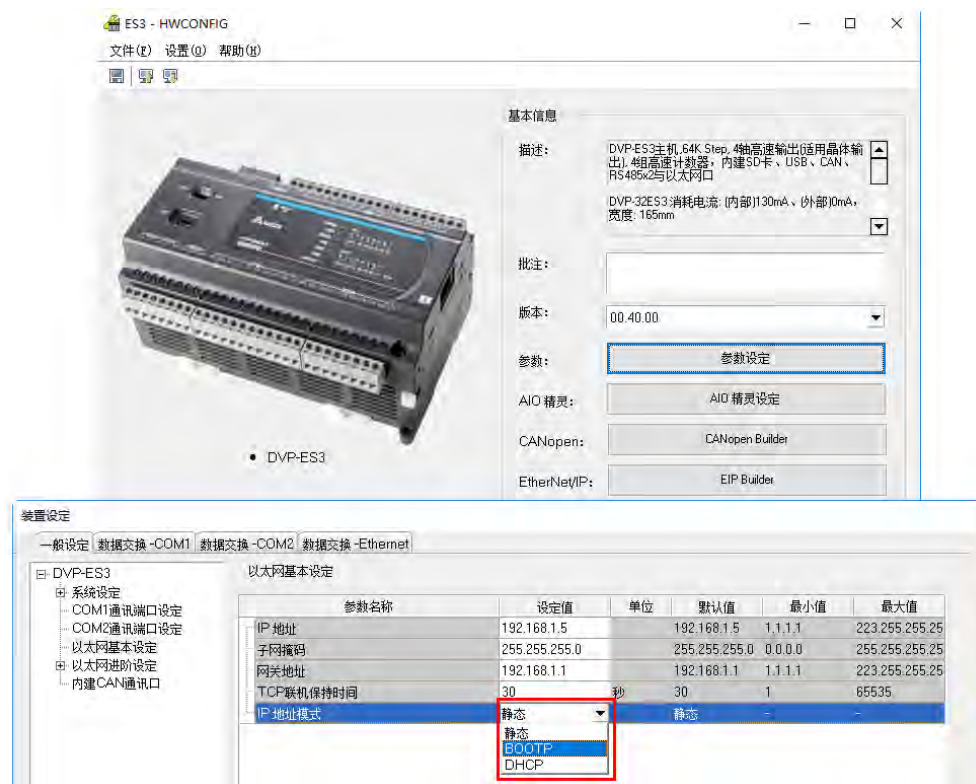 ES3 - HWCONFIG
文件(F) 设置(O) 帮助(H)
基本信息
描述:
DVP-ES3主机,64K Step, 4轴高速输出(适用晶体输
出), 4组高速计数器，内建SD卡、USB、CAN、
RS485x2与以太网口
DVP-32ES3:消耗电流: (内部)130mA、(外部)0mA，
宽度: 165mm
批注:
版本:
00.40.00
参数:
参数设定
AIO 精灵:
AIO 精灵设定
CANopen:
CANopen Builder
EtherNet/IP:
EIP Builder
• DVP-ES3
装置设定
一般设定 数据交换 -COM1 数据交换 -COM2 数据交换 -Ethernet
DVP-ES3
系统设定
COM1通讯端口设定
COM2通讯端口设定
以太网基本设定
以太网进阶设定
内建CAN通讯口
以太网基本设定
参数名称 设定值 单位 默认值 最小值 最大值
IP 地址 192.168.1.5 192.168.1.5 1.1.1.1 223.255.255.25
子网掩码 255.255.255.0 255.255.255.0 0.0.0.0 255.255.255.25
网关地址 192.168.1.1 192.168.1.1 1.1.1.1 223.255.255.25
TCP联机保持时间 30 秒 30 1 65535
IP 地址模式 静态 静态 - -
静态
BOOTP
DHCP